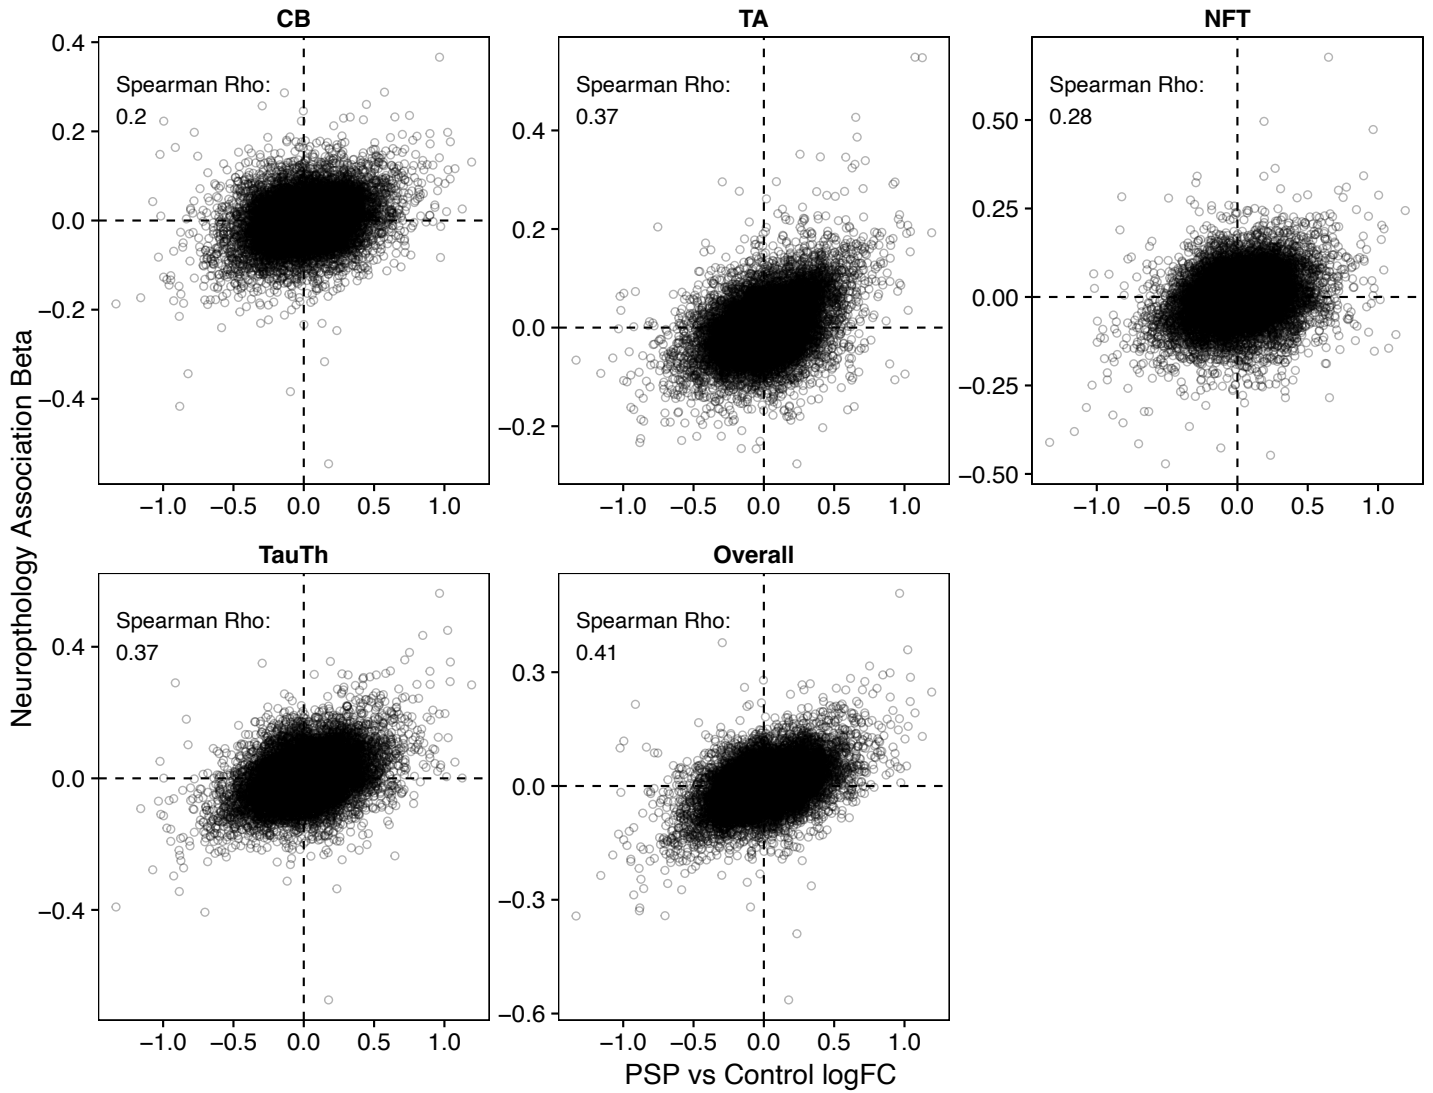 CB
TA
NFT
0.4
0.2
0.0
−0.2
−0.4
Spearman Rho:
0.2
−1.0 −0.5 0.0 0.5 1.0
0.4
0.2
0.0
−0.2
Spearman Rho:
0.37
−1.0 −0.5 0.0 0.5 1.0
0.50
0.25
0.00
−0.25
−0.50
Spearman Rho:
0.28
−1.0 −0.5 0.0 0.5 1.0
Neuropthology Association Beta
TauTh
Overall
0.4
0.0
−0.4
Spearman Rho:
0.37
−1.0 −0.5 0.0 0.5 1.0
0.3
0.0
−0.3
−0.6
Spearman Rho:
0.41
−1.0 −0.5 0.0 0.5 1.0
PSP vs Control logFC